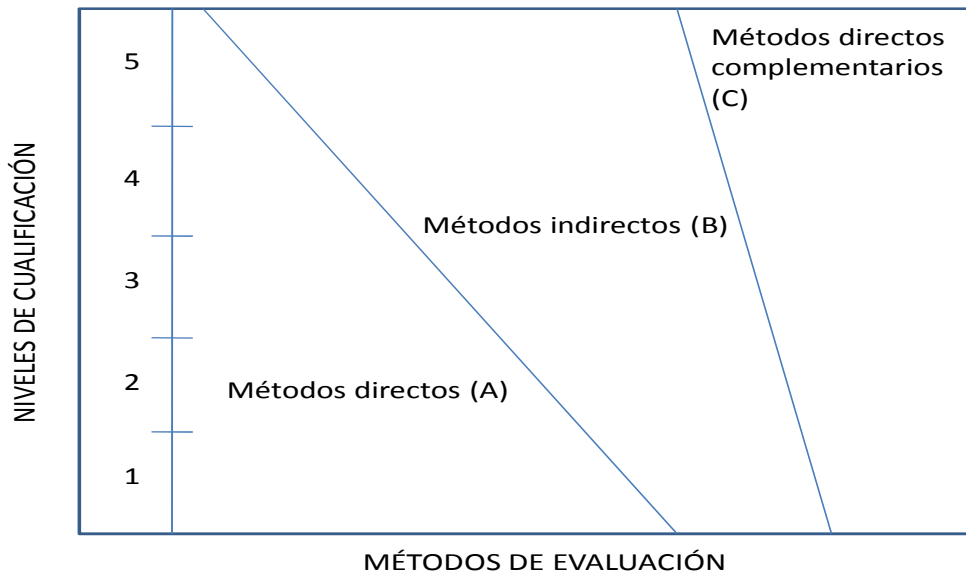 NIVELES DE CUALIFICACIÓN
5
4
3
2
1
Métodos directos
complementarios
(C)
Métodos indirectos (B)
Métodos directos (A)
MÉTODOS DE EVALUACIÓN